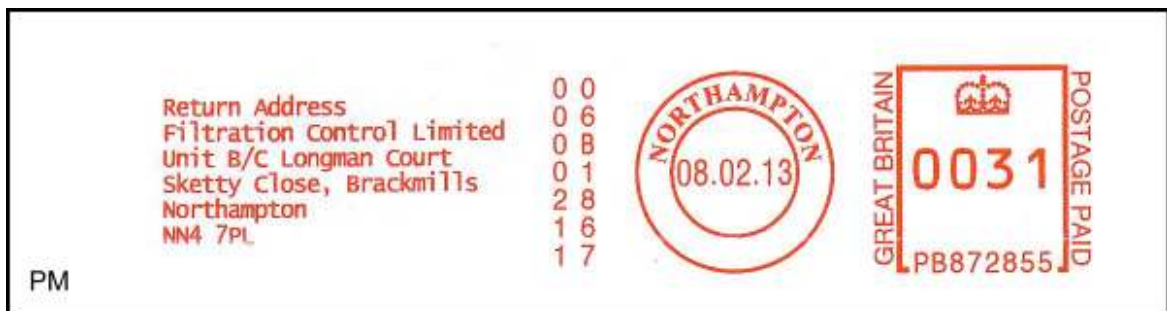 Return Address
Filtration Control Limited
Unit B/C Longman Court
Sketty Close, Brackmills
Northampton
NN4 7PL
0 0
0 6
0 B
0 1
2 8
1 6
1 7
NORTHAMPTON
08.02.13
GREAT BRITAIN
0031
PB872855
POSTAGE PAID
PM